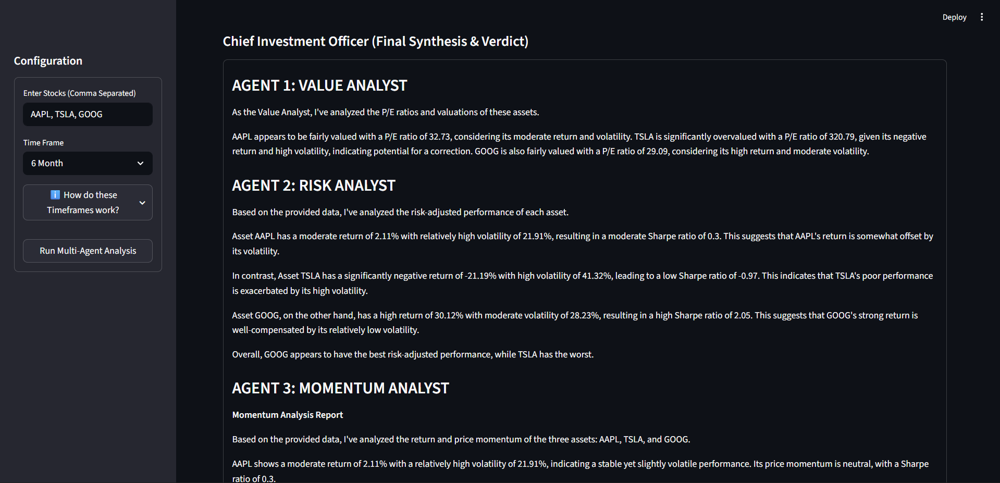 Deploy
Configuration
Enter Stocks (Comma Separated)
AAPL, TSLA, GOOG
Time Frame
6 Month
ℹ️ How do these
Timeframes work?
Run Multi-Agent Analysis
Chief Investment Officer (Final Synthesis & Verdict)
AGENT 1: VALUE ANALYST
As the Value Analyst, I've analyzed the P/E ratios and valuations of these assets.
AAPL appears to be fairly valued with a P/E ratio of 32.73, considering its moderate return and volatility. TSLA is significantly overvalued with a P/E ratio of 320.79, given its negative
return and high volatility, indicating potential for a correction. GOOG is also fairly valued with a P/E ratio of 29.09, considering its high return and moderate volatility.
AGENT 2: RISK ANALYST
Based on the provided data, I've analyzed the risk-adjusted performance of each asset.
Asset AAPL has a moderate return of 2.11% with relatively high volatility of 21.91%, resulting in a moderate Sharpe ratio of 0.3. This suggests that AAPL's return is somewhat offset by
its volatility.
In contrast, Asset TSLA has a significantly negative return of -21.19% with high volatility of 41.32%, leading to a low Sharpe ratio of -0.97. This indicates that TSLA's poor performance
is exacerbated by its high volatility.
Asset GOOG, on the other hand, has a high return of 30.12% with moderate volatility of 28.23%, resulting in a high Sharpe ratio of 2.05. This suggests that GOOG's strong return is
well-compensated by its relatively low volatility.
Overall, GOOG appears to have the best risk-adjusted performance, while TSLA has the worst.
AGENT 3: MOMENTUM ANALYST
Momentum Analysis Report
Based on the provided data, I've analyzed the return and price momentum of the three assets: AAPL, TSLA, and GOOG.
AAPL shows a moderate return of 2.11% with a relatively high volatility of 21.91%, indicating a stable yet slightly volatile performance. Its price momentum is neutral, with a Sharpe
ratio of 0.3.